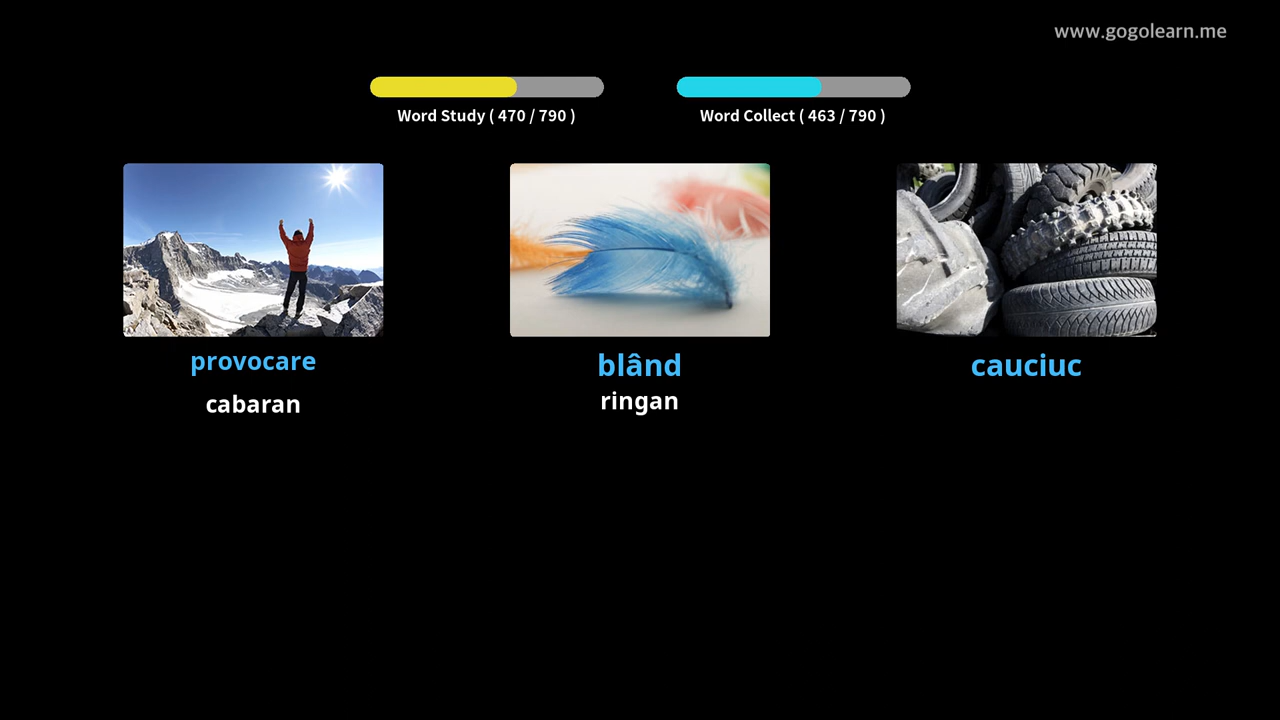 www.gogolearn.me
Word Study ( 470 / 790 )
Word Collect ( 463 / 790 )
provocare
cabaran
blând
ringan
cauciuc